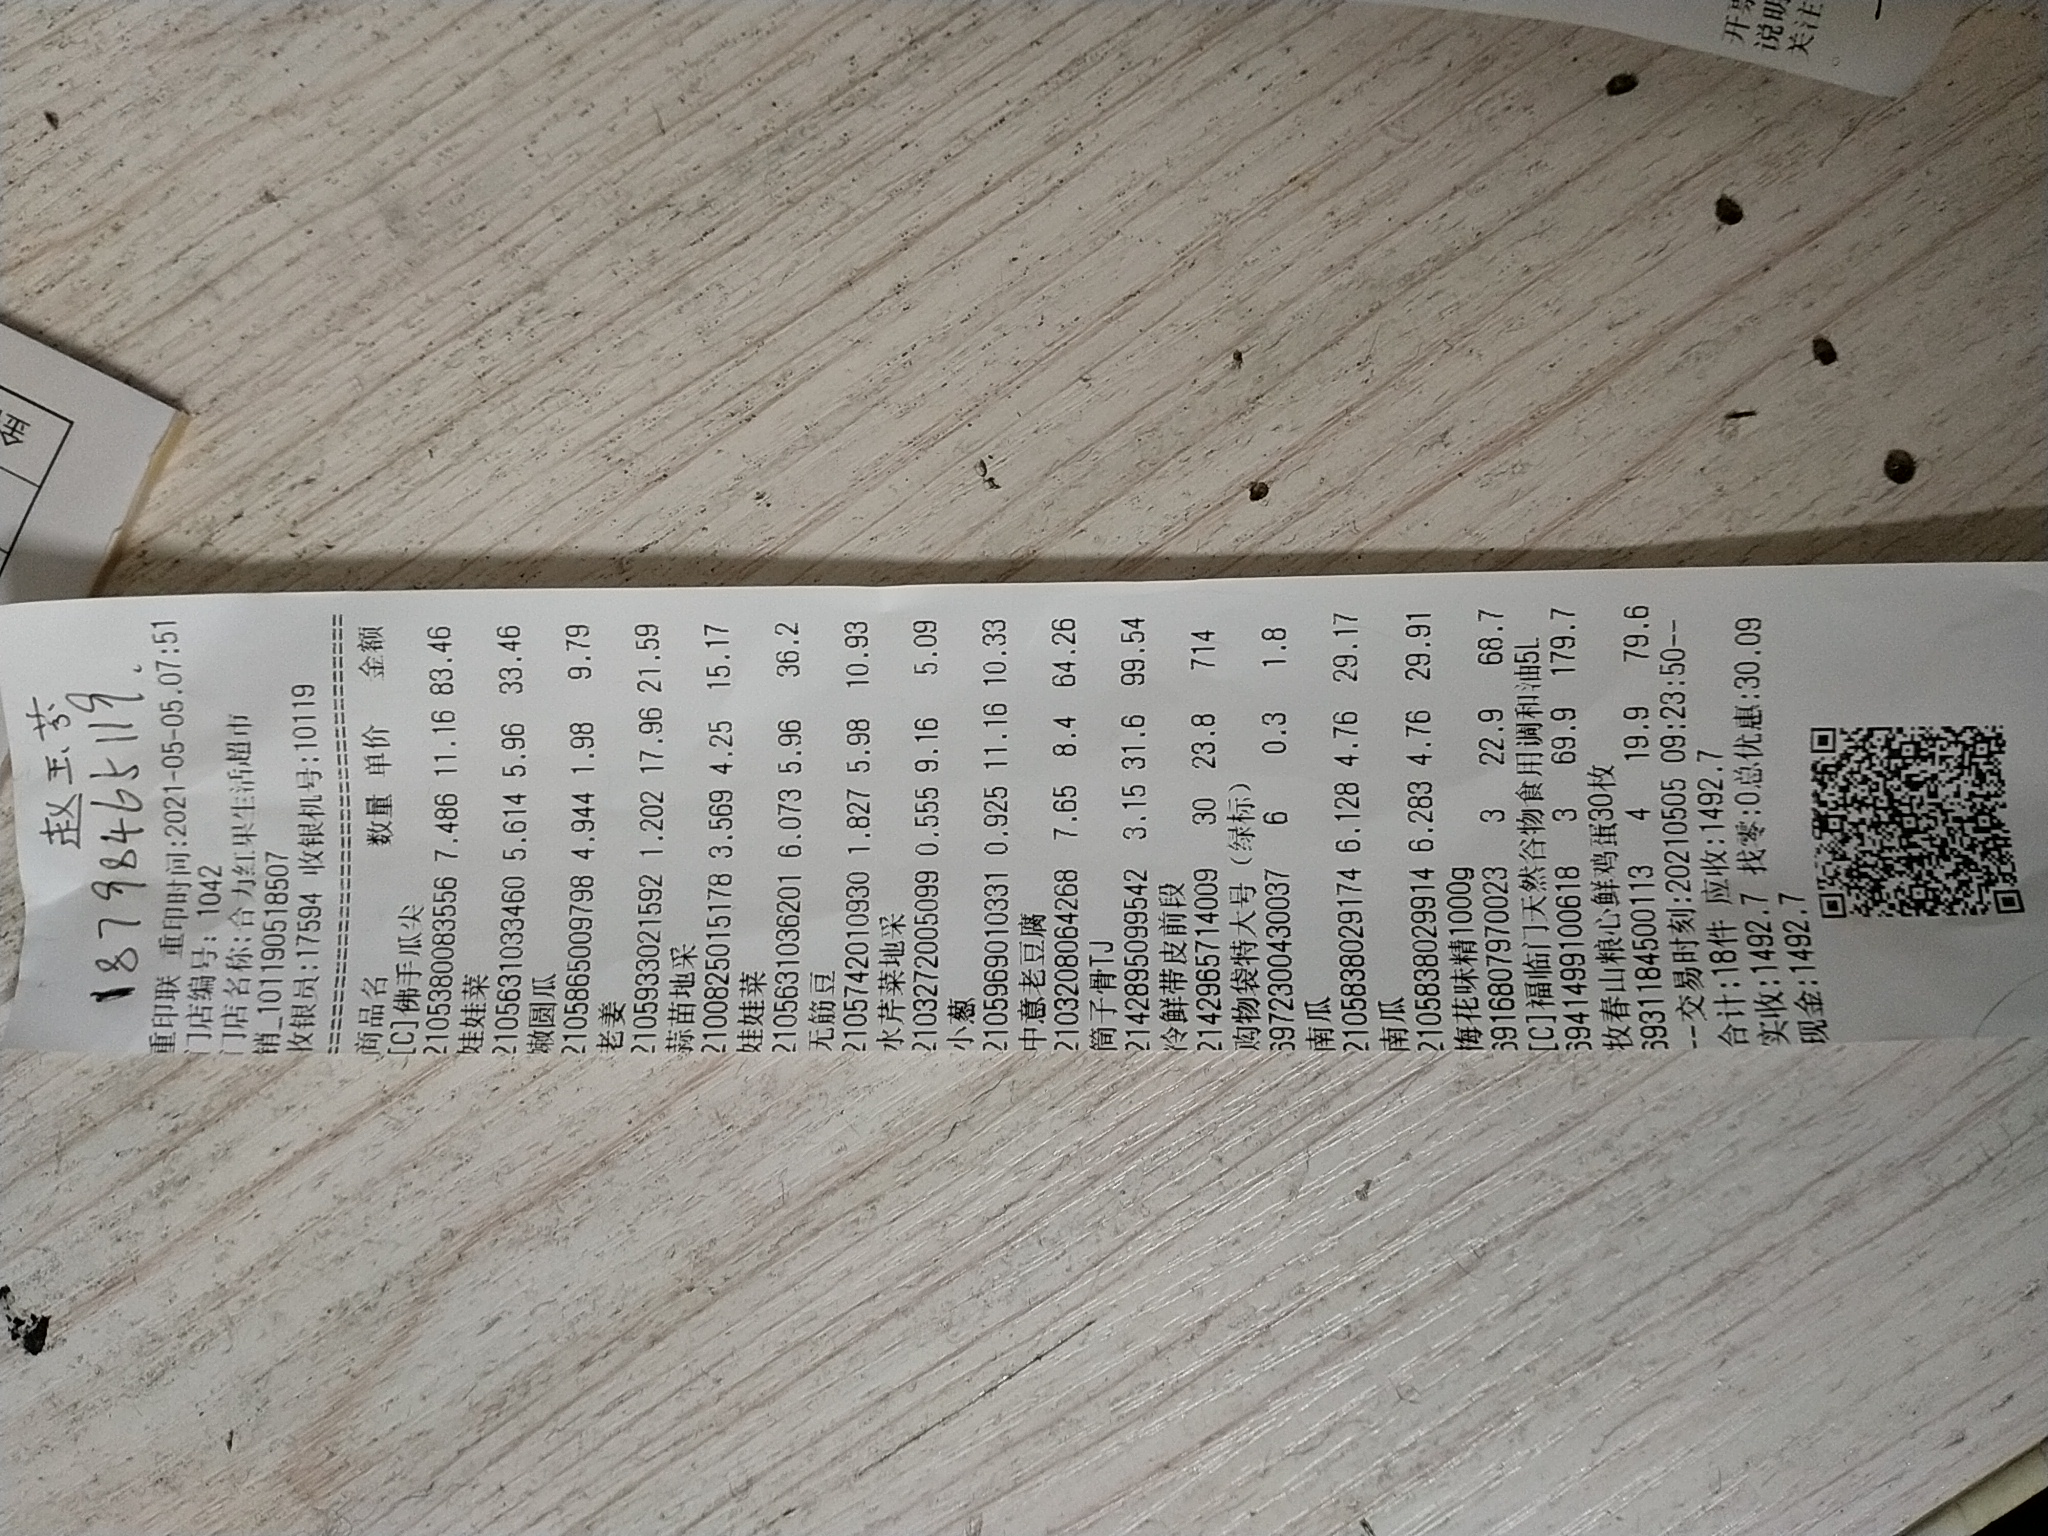 赵玉芬
18798465119.
重印联 重印时间:2021-05-05.07:51
门店编号: 1042
门店名称:合力红果生活超市
销_101190518507
收银员:17594 收银机号:10119
商品名 数量 单价 金额
[C]佛手瓜尖
2105380083556 7.486 11.16 83.46
娃娃菜
2105631033460 5.614 5.96 33.46
嫩圆瓜
2105865009798 4.944 1.98 9.79
老姜
2105933021592 1.202 17.96 21.59
蒜苗地采
2100825015178 3.569 4.25 15.17
娃娃菜
2105631036201 6.073 5.96 36.2
无筋豆
2105742010930 1.827 5.98 10.93
水芹菜地采
2103272005099 0.555 9.16 5.09
小葱
2105969010331 0.925 11.16 10.33
中意老豆腐
2103208064268 7.65 8.4 64.26
筒子骨TJ
2142895099542 3.15 31.6 99.54
冷鲜带皮前段
2142965714009 30 23.8 714
购物袋特大号(绿标)
6972300430037 6 0.3 1.8
南瓜
2105838029174 6.128 4.76 29.17
南瓜
2105838029914 6.283 4.76 29.91
梅花味精1000g
6916807970023 3 22.9 68.7
[C]福临门天然谷物食用调和油5L
6941499100618 3 69.9 179.7
牧春山粮心鲜鸡蛋30枚
6931184500113 4 19.9 79.6
---交易时刻:20210505 09:23:50--
合计:18件 应收:1492.7
实收:1492.7 找零:0总优惠:30.09
现金:1492.7
开票
说明
关注